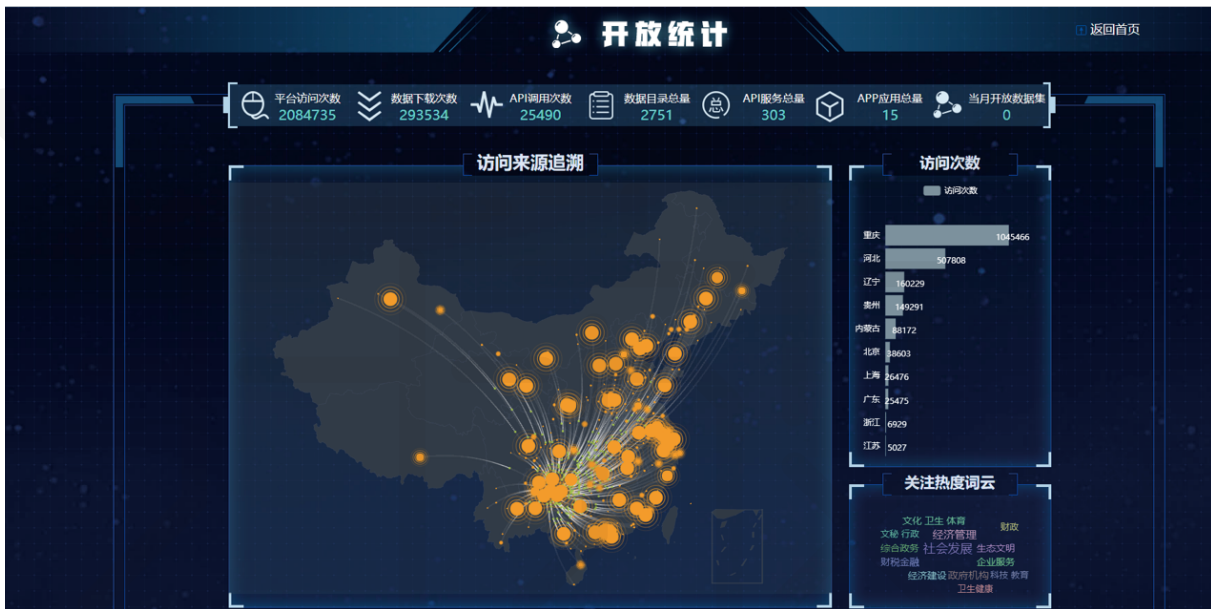 开放统计
返回首页
平台访问次数
2084735
数据下载次数
293534
API调用次数
25490
数据目录总量
2751
总
API服务总量
303
APP应用总量
15
当月开放数据集
0
访问来源追溯
访问次数
访问次数
重庆 1045466
河北 507808
辽宁 160229
贵州 149291
内蒙古 88172
北京 38603
上海 26476
广东 25475
浙江 6929
江苏 5027
关注热度词云
文化 卫生 体育
财政
文秘 行政 经济管理
综合政务 社会发展 生态文明
财税金融 企业服务
经济建设 政府机构 科技 教育
卫生健康